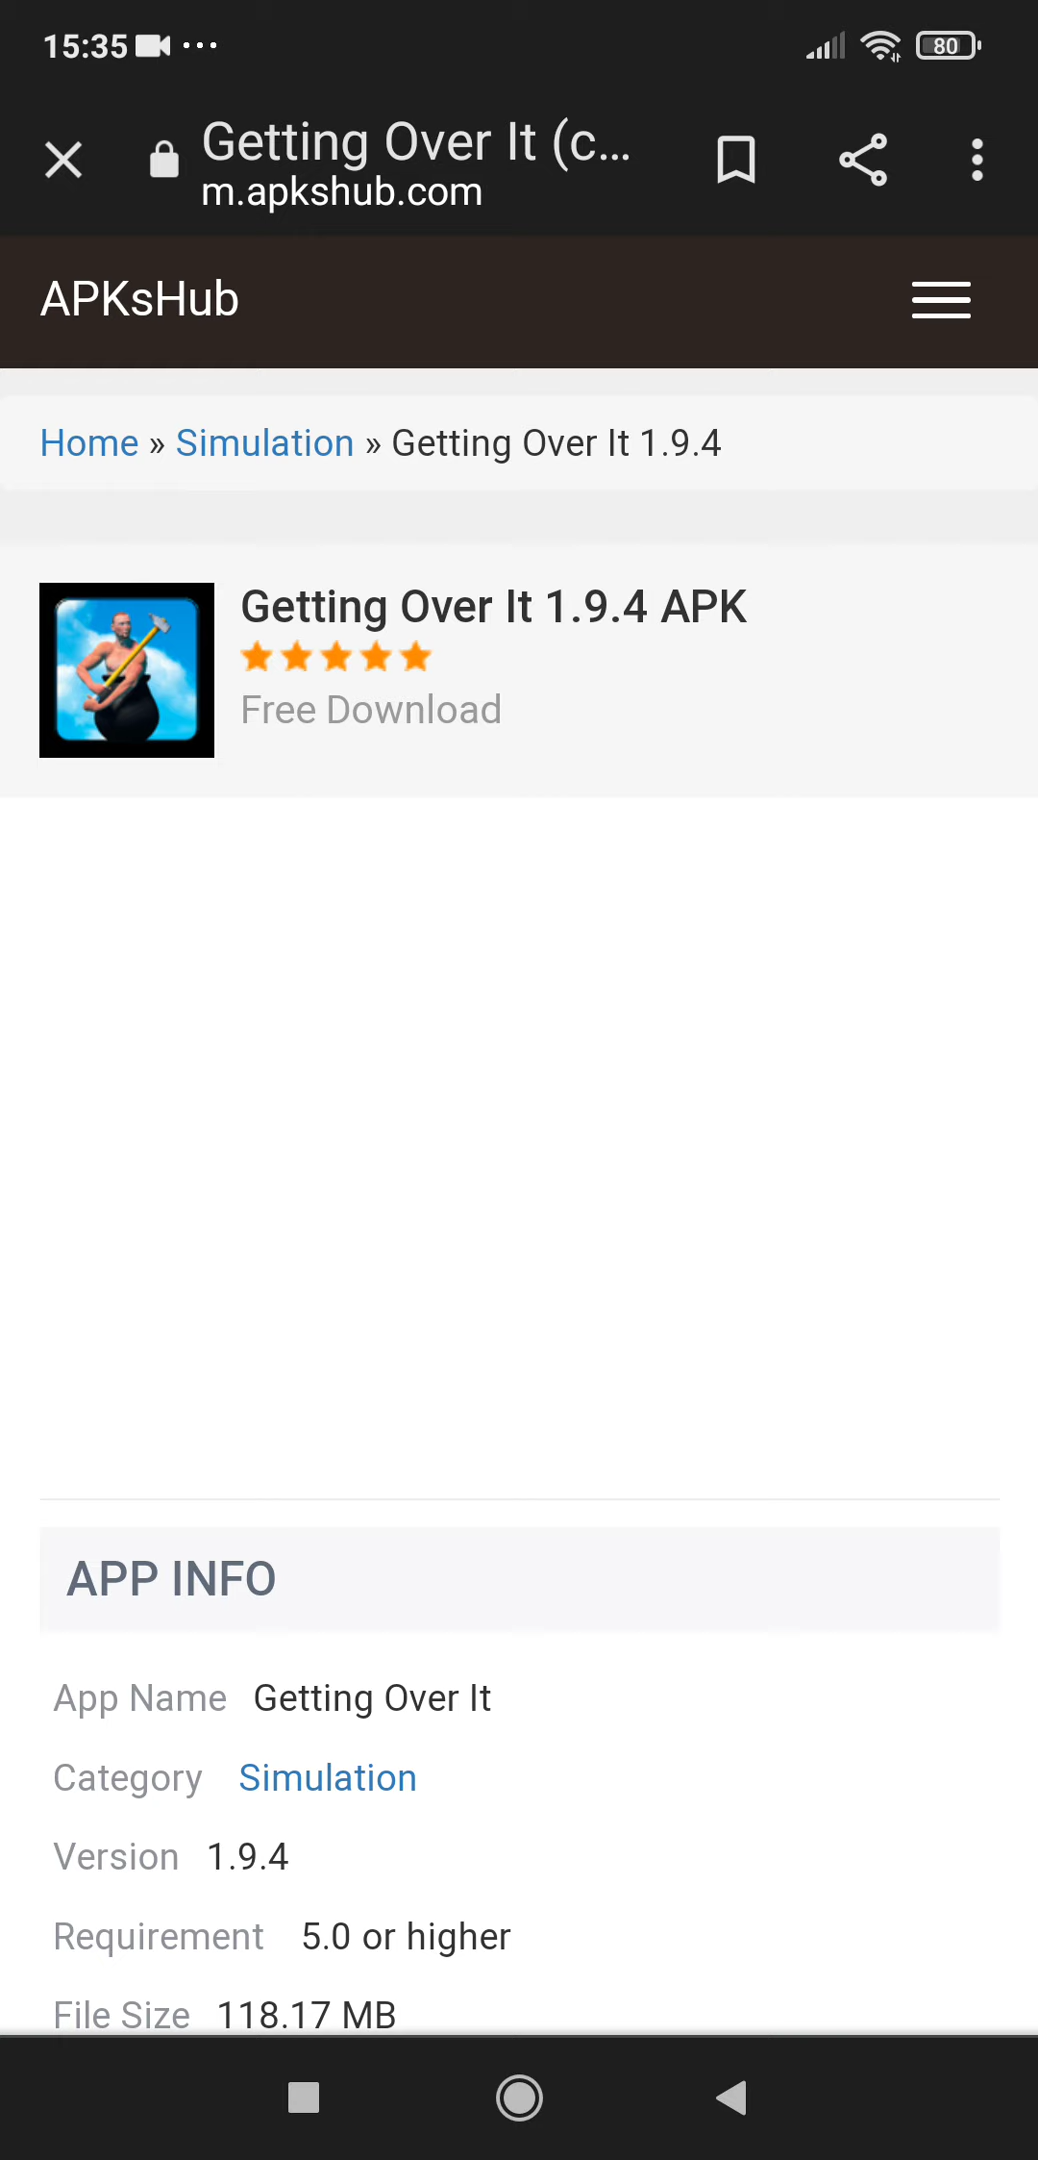 15:35
80
Getting Over It (c...
m.apkshub.com
APKsHub
Home » Simulation » Getting Over It 1.9.4
Getting Over It 1.9.4 APK
Free Download
APP INFO
App Name Getting Over It
Category Simulation
Version 1.9.4
Requirement 5.0 or higher
File Size 118.17 MB